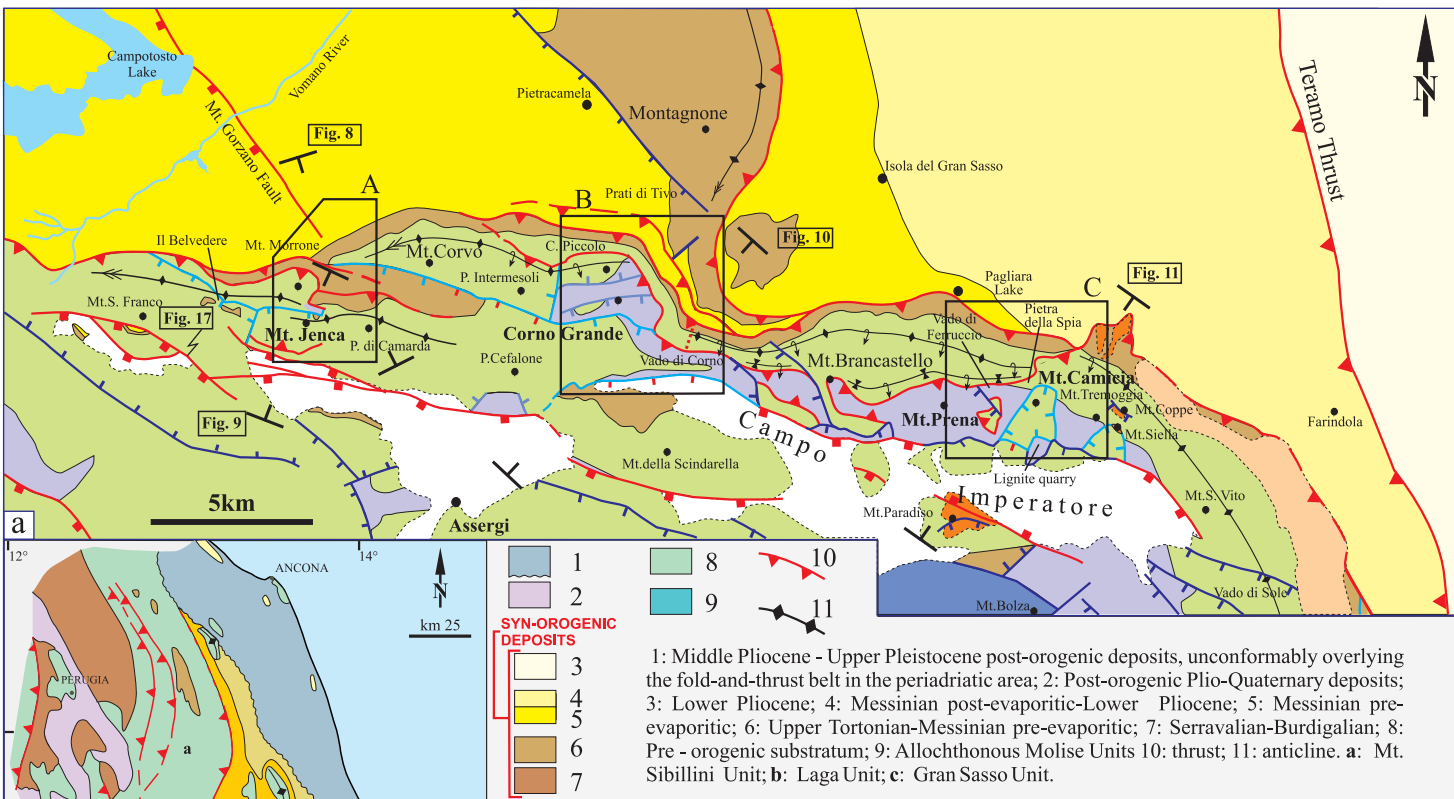 Campotosto
Lake
Vomano River
Mt. Gorzano Fault
Fig. 8
A
Pietracamela
Montagnone
Prati di Tivo
B
Fig. 10
Isola del Gran Sasso
Teramo Thrust
N
Il Belvedere
Mt. Morrone
Mt.Corvo
C. Piccolo
P. Intermesoli
Pagliara
Lake
C
Fig. 11
Mt.S. Franco
Fig. 17
Mt. Jenca
P. di Camarda
Corno Grande
P.Cefalone
Vado di Corno
Mt.Brancastello
Vado di
Ferruccio
Pietra
della Spia
Mt.Camicia
Mt.Tremoggia
Mt.Coppe
Mt.Siella
Mt.Prena
Farindola
Fig. 9
Campo
Imperatore
Mt.della Scindarella
Lignite quarry
Mt.S. Vito
Mt.Paradiso
5km
Assergi
a
Mt.Bolza
Vado di Sole
12°
14°
ANCONA
N
km 25
PERUGIA
a
1
2
8
9
10
11
SYN-OROGENIC
DEPOSITS
3
4
5
6
7
1: Middle Pliocene - Upper Pleistocene post-orogenic deposits, unconformably overlying
the fold-and-thrust belt in the periadriatic area; 2: Post-orogenic Plio-Quaternary deposits;
3: Lower Pliocene; 4: Messinian post-evaporitic-Lower Pliocene; 5: Messinian pre-
evaporitic; 6: Upper Tortonian-Messinian pre-evaporitic; 7: Serravalian-Burdigalian; 8:
Pre - orogenic substratum; 9: Allochthonous Molise Units 10: thrust; 11: anticline. a: Mt.
Sibillini Unit; b: Laga Unit; c: Gran Sasso Unit.